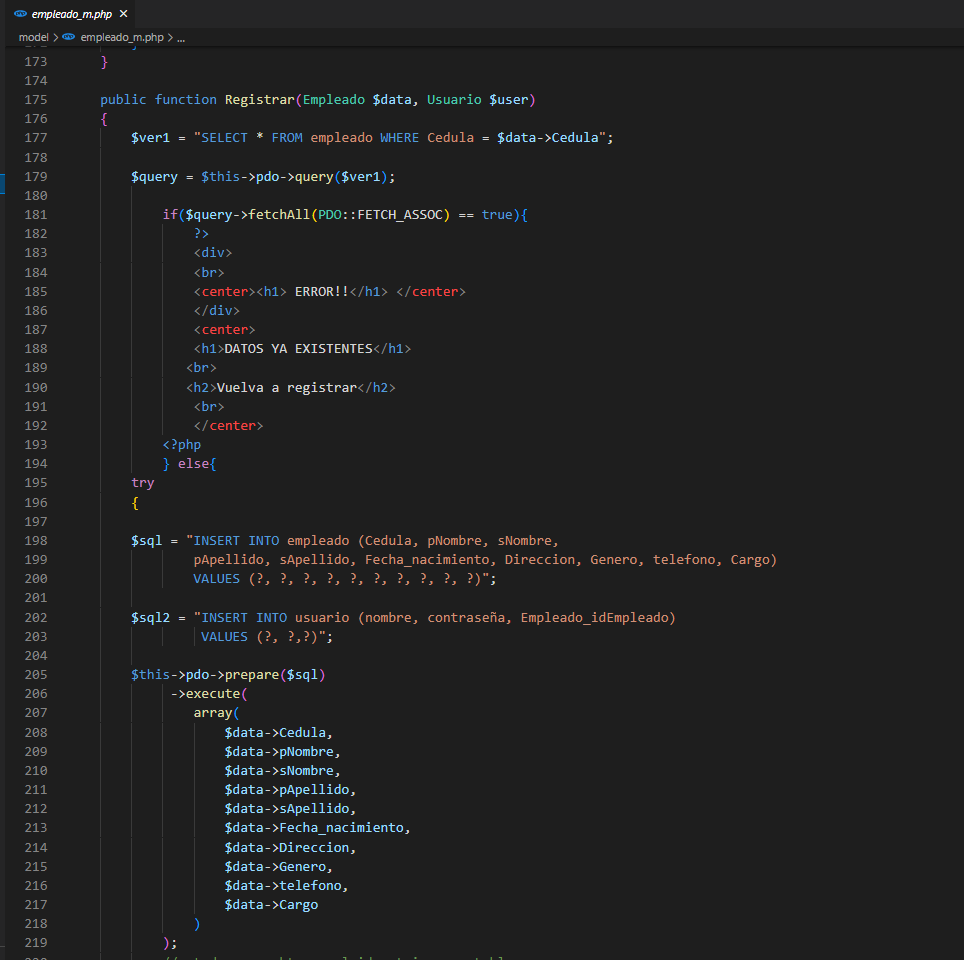 empleado_m.php ×
model > empleado_m.php > ...
173 }
174
175 public function Registrar(Empleado $data, Usuario $user)
176 {
177 $ver1 = "SELECT * FROM empleado WHERE Cedula = $data->Cedula";
178
179 $query = $this->pdo->query($ver1);
180
181 if($query->fetchAll(PDO::FETCH_ASSOC) == true){
182 ?>
183 <div>
184 <br>
185 <center><h1> ERROR!!</h1> </center>
186 </div>
187 <center>
188 <h1>DATOS YA EXISTENTES</h1>
189 <br>
190 <h2>Vuelva a registrar</h2>
191 <br>
192 </center>
193 <?php
194 } else{
195 try
196 {
197
198 $sql = "INSERT INTO empleado (Cedula, pNombre, sNombre,
199 pApellido, sApellido, Fecha_nacimiento, Direccion, Genero, telefono, Cargo)
200 VALUES (?, ?, ?, ?, ?, ?, ?, ?, ?, ?)";
201
202 $sql2 = "INSERT INTO usuario (nombre, contraseña, Empleado_idEmpleado)
203 VALUES (?, ?,?)";
204
205 $this->pdo->prepare($sql)
206 ->execute(
207 array(
208 $data->Cedula,
209 $data->pNombre,
210 $data->sNombre,
211 $data->pApellido,
212 $data->sApellido,
213 $data->Fecha_nacimiento,
214 $data->Direccion,
215 $data->Genero,
216 $data->telefono,
217 $data->Cargo
218 )
219 );